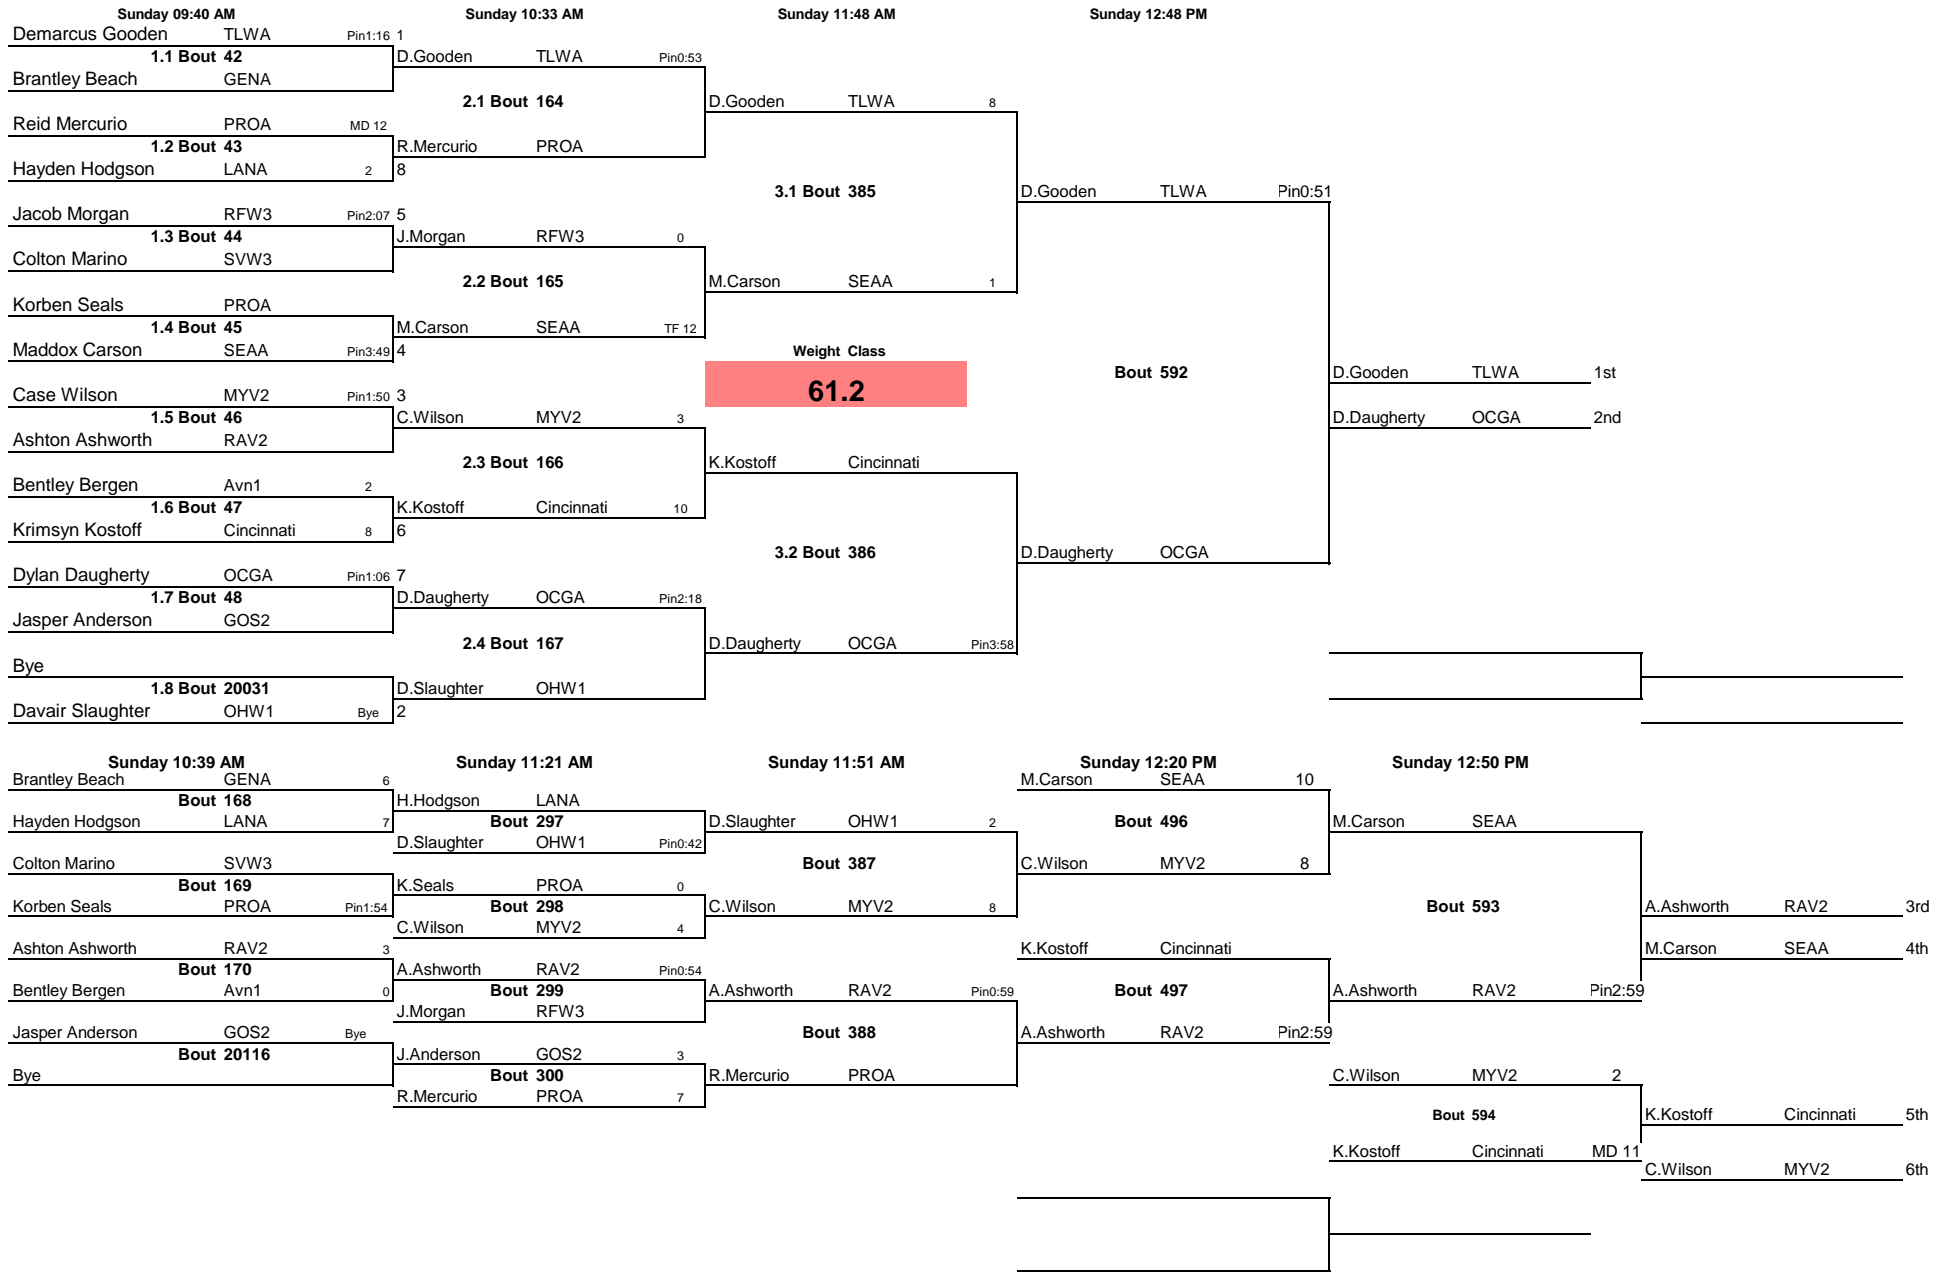 Sunday 09:40 AM Sunday 10:33 AM Sunday 11:48 AM Sunday 12:48 PM
Demarcus Gooden TLWA Pin1:16 1
1.1 Bout 42 D.Gooden TLWA Pin0:53
Brantley Beach GENA
2.1 Bout 164 D.Gooden TLWA 8
Reid Mercurio PROA MD 12
1.2 Bout 43 R.Mercurio PROA
Hayden Hodgson LANA 2 8
3.1 Bout 385 D.Gooden TLWA Pin0:51
Jacob Morgan RFW3 Pin2:07 5
1.3 Bout 44 J.Morgan RFW3 0
Colton Marino SVW3
2.2 Bout 165 M.Carson SEAA 1
Korben Seals PROA
1.4 Bout 45 M.Carson SEAA TF 12
Maddox Carson SEAA Pin3:49 4 Weight Class
Bout 592 D.Gooden TLWA 1st
Case Wilson MYV2 Pin1:50 3 61.2
1.5 Bout 46 C.Wilson MYV2 3 D.Daugherty OCGA 2nd
Ashton Ashworth RAV2
2.3 Bout 166 K.Kostoff Cincinnati
Bentley Bergen Avn1 2
1.6 Bout 47 K.Kostoff Cincinnati 10
Krimsyn Kostoff Cincinnati 8 6
3.2 Bout 386 D.Daugherty OCGA
Dylan Daugherty OCGA Pin1:06 7
1.7 Bout 48 D.Daugherty OCGA Pin2:18
Jasper Anderson GOS2
2.4 Bout 167 D.Daugherty OCGA Pin3:58
Bye
1.8 Bout 20031 D.Slaughter OHW1
Davair Slaughter OHW1 Bye 2
Sunday 10:39 AM Sunday 11:21 AM Sunday 11:51 AM Sunday 12:20 PM Sunday 12:50 PM
Brantley Beach GENA 6 M.Carson SEAA 10
Bout 168 H.Hodgson LANA
Hayden Hodgson LANA 7 Bout 297 D.Slaughter OHW1 2 Bout 496 M.Carson SEAA
D.Slaughter OHW1 Pin0:42
Colton Marino SVW3 Bout 387 C.Wilson MYV2 8
Bout 169 K.Seals PROA 0
Korben Seals PROA Pin1:54 Bout 298 C.Wilson MYV2 8 Bout 593 A.Ashworth RAV2 3rd
C.Wilson MYV2 4
Ashton Ashworth RAV2 3 K.Kostoff Cincinnati M.Carson SEAA 4th
Bout 170 A.Ashworth RAV2 Pin0:54
Bentley Bergen Avn1 0 Bout 299 A.Ashworth RAV2 Pin0:59 Bout 497 A.Ashworth RAV2 Pin2:59
J.Morgan RFW3
Jasper Anderson GOS2 Bye Bout 388 A.Ashworth RAV2 Pin2:59
Bout 20116 J.Anderson GOS2 3
Bye Bout 300 R.Mercurio PROA C.Wilson MYV2 2
R.Mercurio PROA 7
Bout 594 K.Kostoff Cincinnati 5th
K.Kostoff Cincinnati MD 11
C.Wilson MYV2 6th